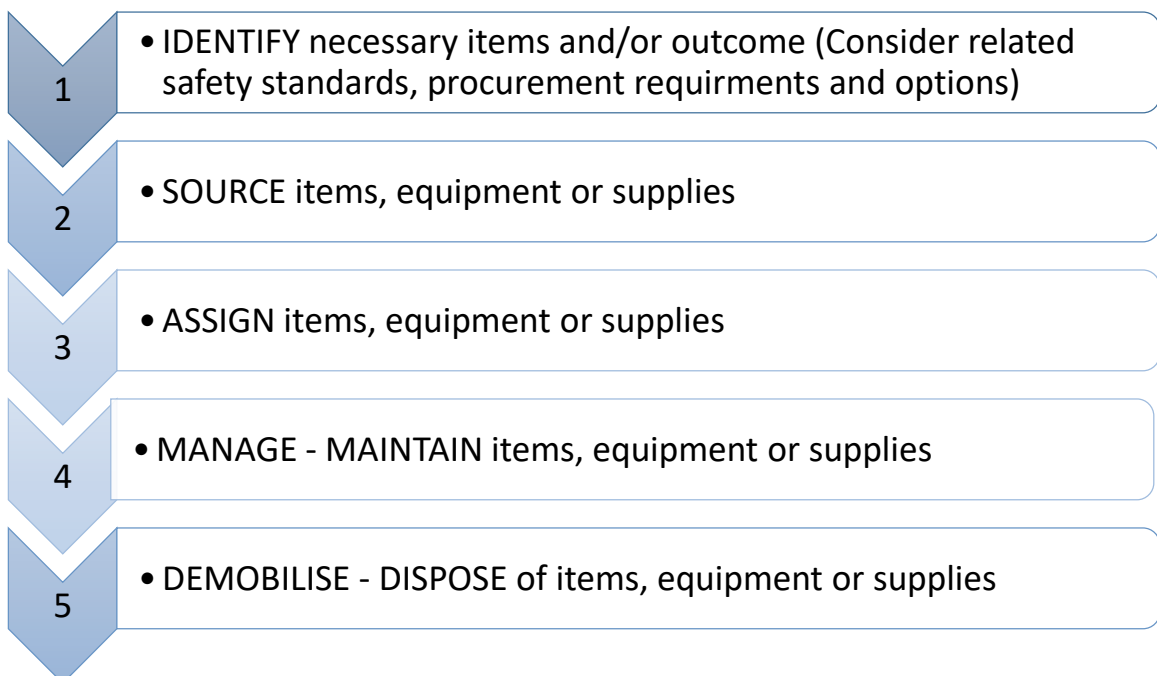 1
• IDENTIFY necessary items and/or outcome (Consider related
safety standards, procurement requirments and options)
2
• SOURCE items, equipment or supplies
3
• ASSIGN items, equipment or supplies
4
• MANAGE - MAINTAIN items, equipment or supplies
5
• DEMOBILISE - DISPOSE of items, equipment or supplies